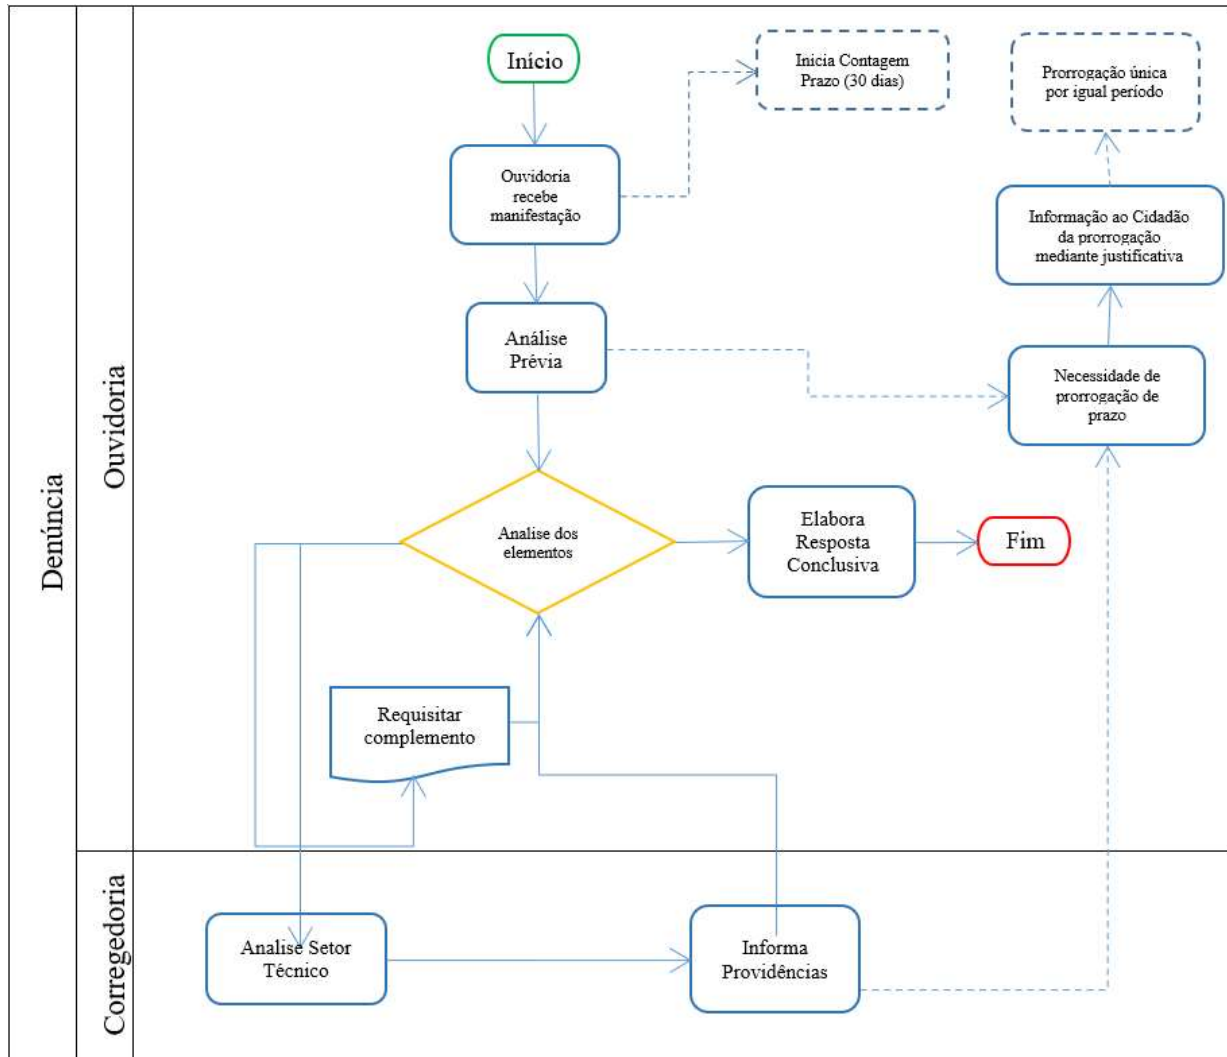 Denúncia
Ouvidoria
Corregedoria
Início
Inicia Contagem
Prazo (30 dias)
Prorrogação única
por igual período
Ouvidoria
recebe
manifestação
Informação ao Cidadão
da prorrogação
mediante justificativa
Análise
Prévia
Necessidade de
prorrogação de
prazo
Analise dos
elementos
Elabora
Resposta
Conclusiva
Fim
Requisitar
complemento
Analise Setor
Técnico
Informa
Providências